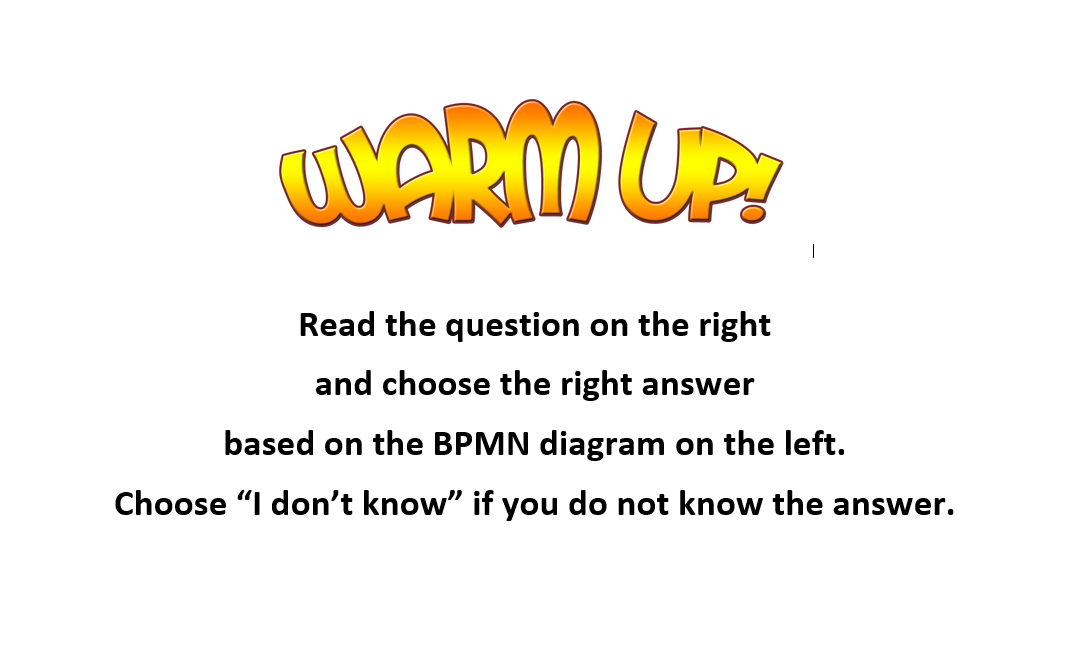 WARM UP!
Read the question on the right
and choose the right answer
based on the BPMN diagram on the left.
Choose “I don’t know” if you do not know the answer.